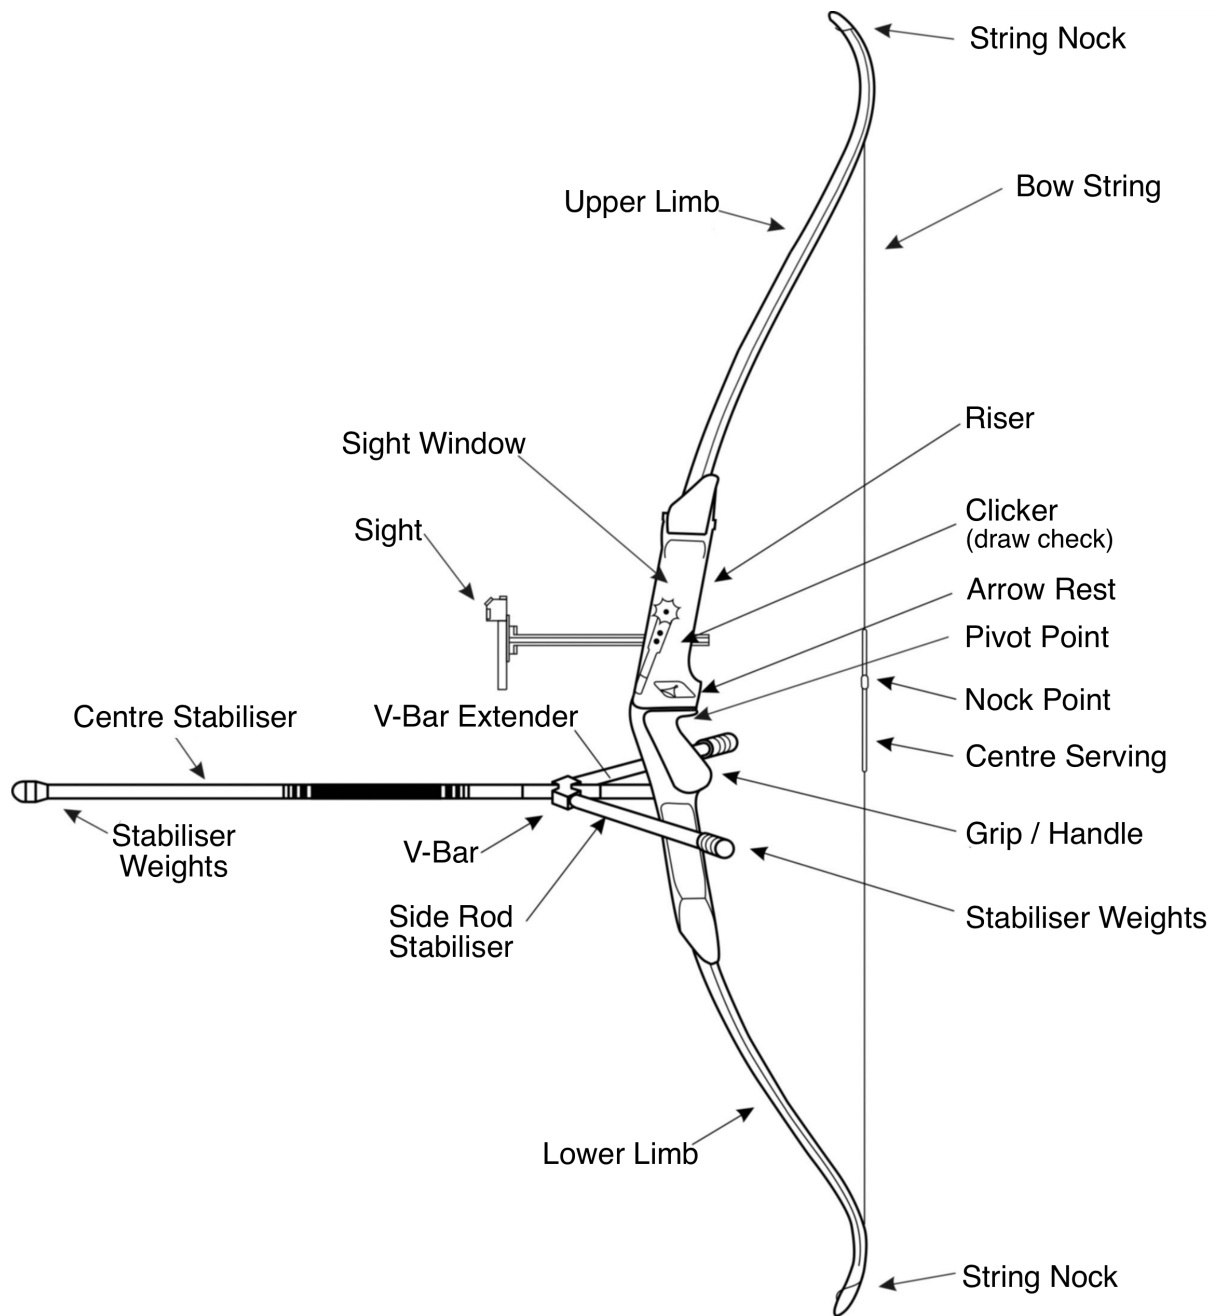 String Nock
Bow String
Upper Limb
Riser
Sight Window
Clicker
(draw check)
Sight
Arrow Rest
Pivot Point
Nock Point
Centre Stabiliser
V-Bar Extender
Centre Serving
Stabiliser
Weights
Grip / Handle
V-Bar
Side Rod
Stabiliser
Stabiliser Weights
Lower Limb
String Nock